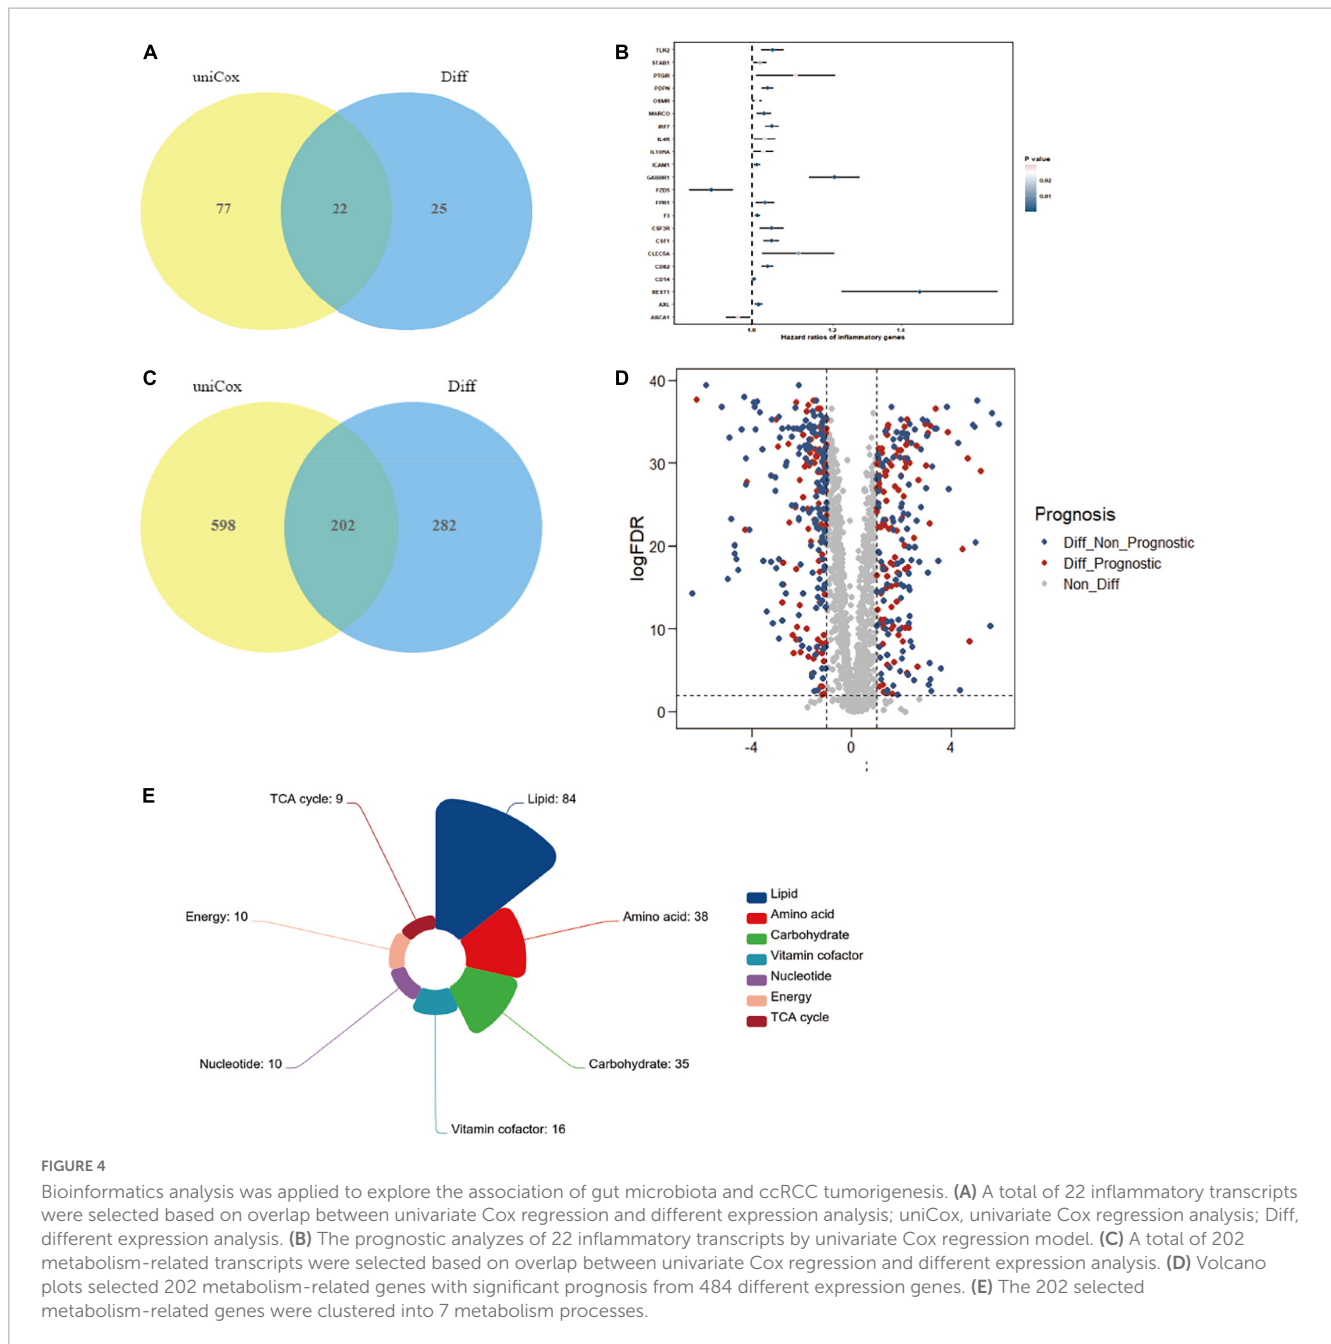 A
uniCox
Diff
77
22
25
B
TLR2
STAB1
PTGIR
PDPN
OSMR
MARCO
IRF7
IL4R
IL10RA
ICAM1
GABBR1
FZD5
FPR1
F3
CSF3R
CSF1
CLEC5A
CD82
CD14
BEST1
AXL
ABCA1
1.0
1.2
1.4
Hazard ratios of inflammatory genes
P value
0.02
0.01
C
uniCox
Diff
598
202
282
D
40
30
20
10
0
logFDR
-4
0
4
Prognosis
Diff_Non_Prognostic
Diff_Prognostic
Non_Diff
E
TCA cycle: 9
Lipid: 84
Energy: 10
Amino acid: 38
Nucleotide: 10
Carbohydrate: 35
Vitamin cofactor: 16
Lipid
Amino acid
Carbohydrate
Vitamin cofactor
Nucleotide
Energy
TCA cycle
FIGURE 4
Bioinformatics analysis was applied to explore the association of gut microbiota and ccRCC tumorigenesis. (A) A total of 22 inflammatory transcripts
were selected based on overlap between univariate Cox regression and different expression analysis; uniCox, univariate Cox regression analysis; Diff,
different expression analysis. (B) The prognostic analyzes of 22 inflammatory transcripts by univariate Cox regression model. (C) A total of 202
metabolism-related transcripts were selected based on overlap between univariate Cox regression and different expression analysis. (D) Volcano
plots selected 202 metabolism-related genes with significant prognosis from 484 different expression genes. (E) The 202 selected
metabolism-related genes were clustered into 7 metabolism processes.